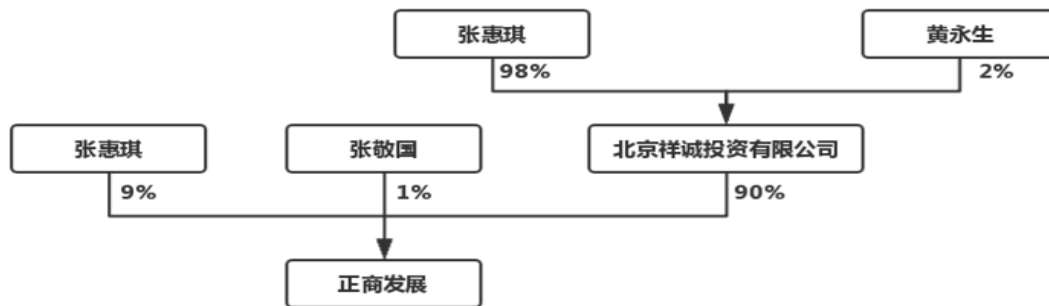 张惠琪
黄永生
98%
2%
张惠琪
张敬国
北京祥诚投资有限公司
9%
1%
90%
正商发展